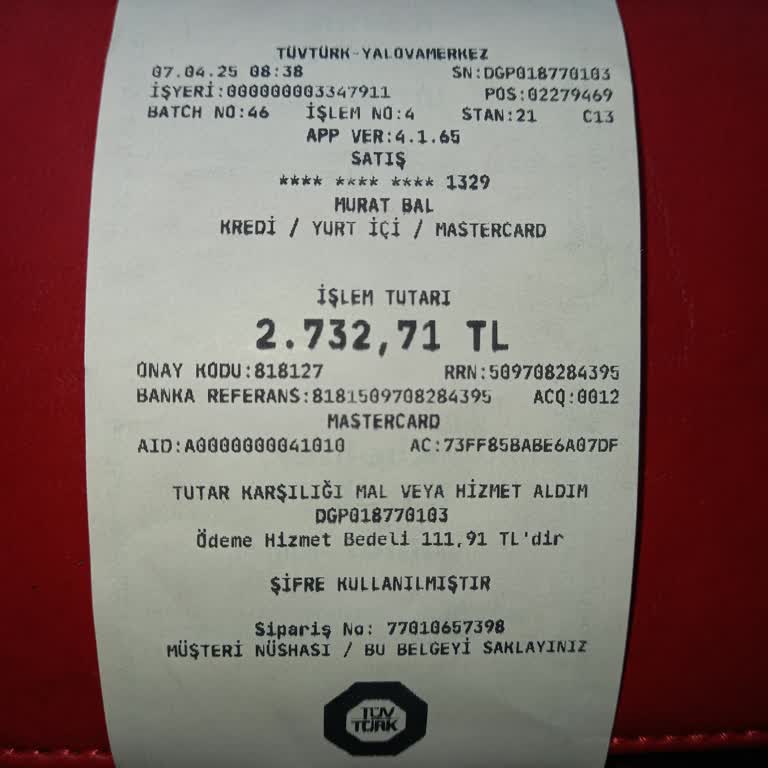 TÜVTÜRK-YALOVAMERKEZ
07.04.25 08:38 SN:DGP018770103
İŞYERİ:000000003347911 POS:02279469
BATCH NO:46 İŞLEM NO:4 STAN:21 C13
APP VER:4.1.65
SATIŞ
**** **** **** 1329
MURAT BAL
KREDİ / YURT İÇİ / MASTERCARD
İŞLEM TUTARI
2.732,71 TL
ONAY KODU:818127 RRN:509708284395
BANKA REFERANS:8181509708284395 ACQ:0012
MASTERCARD
AID:A0000000041010 AC:73FF85BABE6A07DF
TUTAR KARŞILIĞI MAL VEYA HİZMET ALDIM
DGP018770103
Ödeme Hizmet Bedeli 111,91 TL'dir
ŞİFRE KULLANILMIŞTIR
Sipariş No: 77010657398
MÜŞTERİ NÜSHASI / BU BELGEYİ SAKLAYINIZ
TÜV
TÜRK